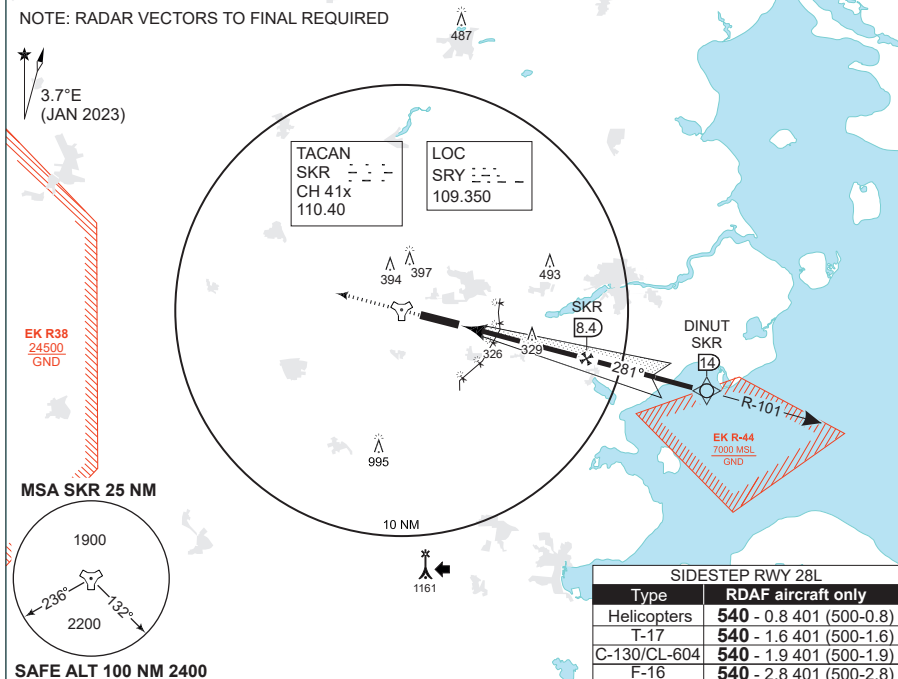 NOTE: RADAR VECTORS TO FINAL REQUIRED
487
3.7°E
(JAN 2023)
TACAN
SKR
CH 41x
110.40
LOC
SRY
109.350
394
397
493
EK R38
24500
GND
SKR
8.4
326
329
281°
DINUT
SKR
14
R-101
EK R-44
7000 MSL
GND
995
MSA SKR 25 NM
10 NM
1900
236°
132°
2200
1161
SAFE ALT 100 NM 2400
SIDESTEP RWY 28L
Type RDAF aircraft only
Helicopters 540 - 0.8 401 (500-0.8)
T-17 540 - 1.6 401 (500-1.6)
C-130/CL-604 540 - 1.9 401 (500-1.9)
F-16 540 - 2.8 401 (500-2.8)